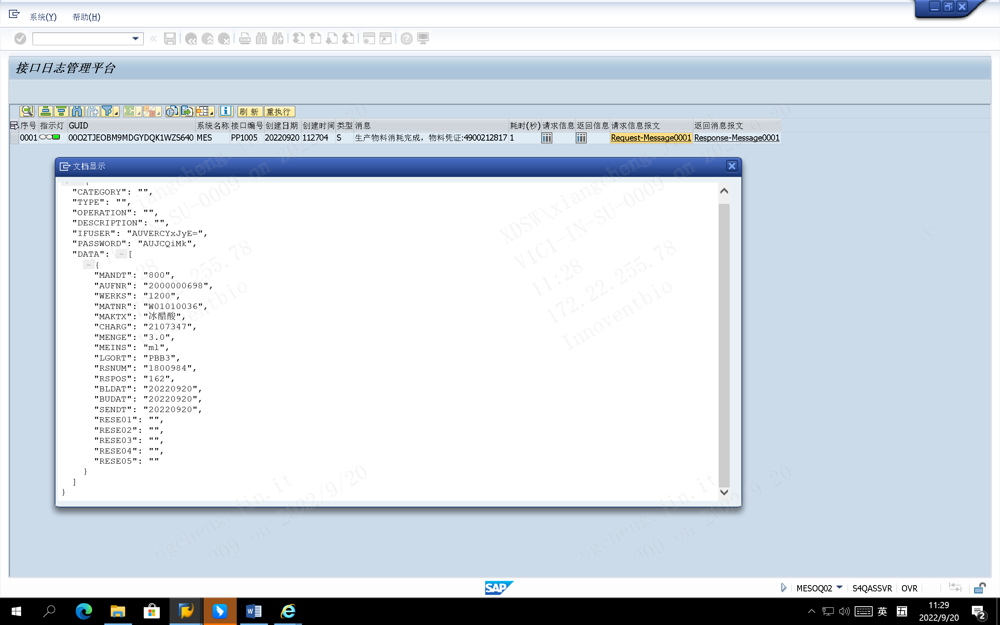 系统(Y) 帮助(H)
接口日志管理平台
刷 新 重执行
序号 指示灯 GUID 系统名称 接口编号 创建日期 创建时间 类型 消息 耗时(秒) 请求信息 返回信息 请求信息报文 返回消息报文
0001 00O2TJEOBM9MDGYDQK1WZS640 MES PP1005 20220920 112704 S 生产物料消耗完成，物料凭证:4900212817 1 Request-Message0001 Response-Message0001
文档显示
{
"CATEGORY": "",
"TYPE": "",
"OPERATION": "",
"DESCRIPTION": "",
"IFUSER": "AUVERCYxJyE=",
"PASSWORD": "AUJCQiMk",
"DATA": - [
- {
"MANDT": "800",
"AUFNR": "2000000698",
"WERKS": "1200",
"MATNR": "W01010036",
"MAKTX": "冰醋酸",
"CHARG": "2107347",
"MENGE": "3.0",
"MEINS": "ml",
"LGORT": "PBB3",
"RSNUM": "1800984",
"RSPOS": "162",
"BLDAT": "20220920",
"BUDAT": "20220920",
"SENDT": "20220920",
"RESE01": "",
"RESE02": "",
"RESE03": "",
"RESE04": "",
"RESE05": ""
}
]
}
XDSW\xiangcheng.jin.it
V1C1-IN-SU-0009 on 2022/9/20
11:28
172.22.255.78
Innoventbio
SAP MESOQ02 S4QASSVR OVR
英 五 11:29
2022/9/20 2